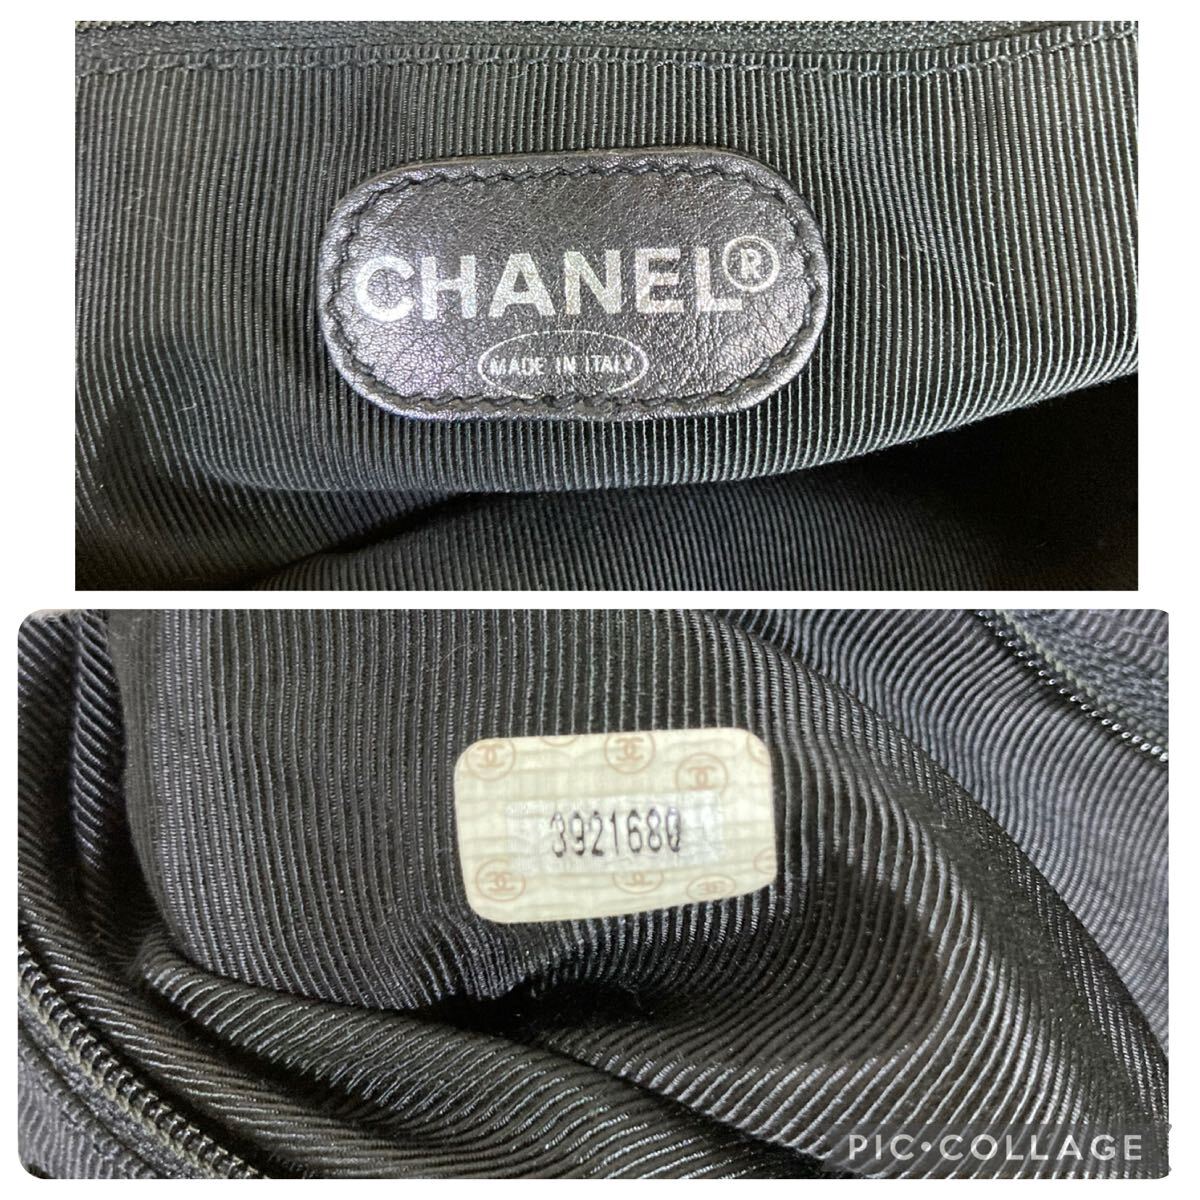 CHANEL®
MADE IN ITALY
3921680
PIC•COLLAGE